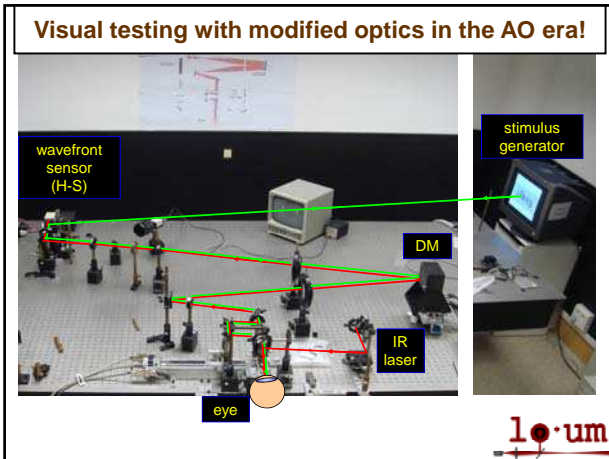 Visual testing with modified optics in the AO era!
wavefront
sensor
(H-S)
stimulus
generator
DM
IR
laser
eye
lo·um